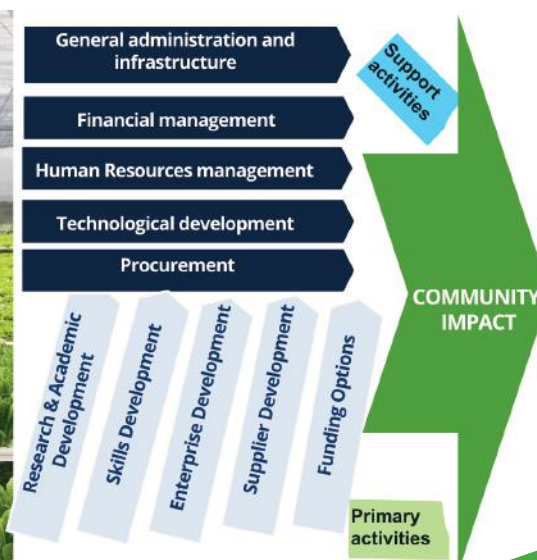 General administration and
infrastructure
Support
activities
Financial management
Human Resources management
Technological development
Procurement
COMMUNITY
IMPACT
Research & Academic
Development
Skills Development
Enterprise Development
Supplier Development
Funding Options
Primary
activities